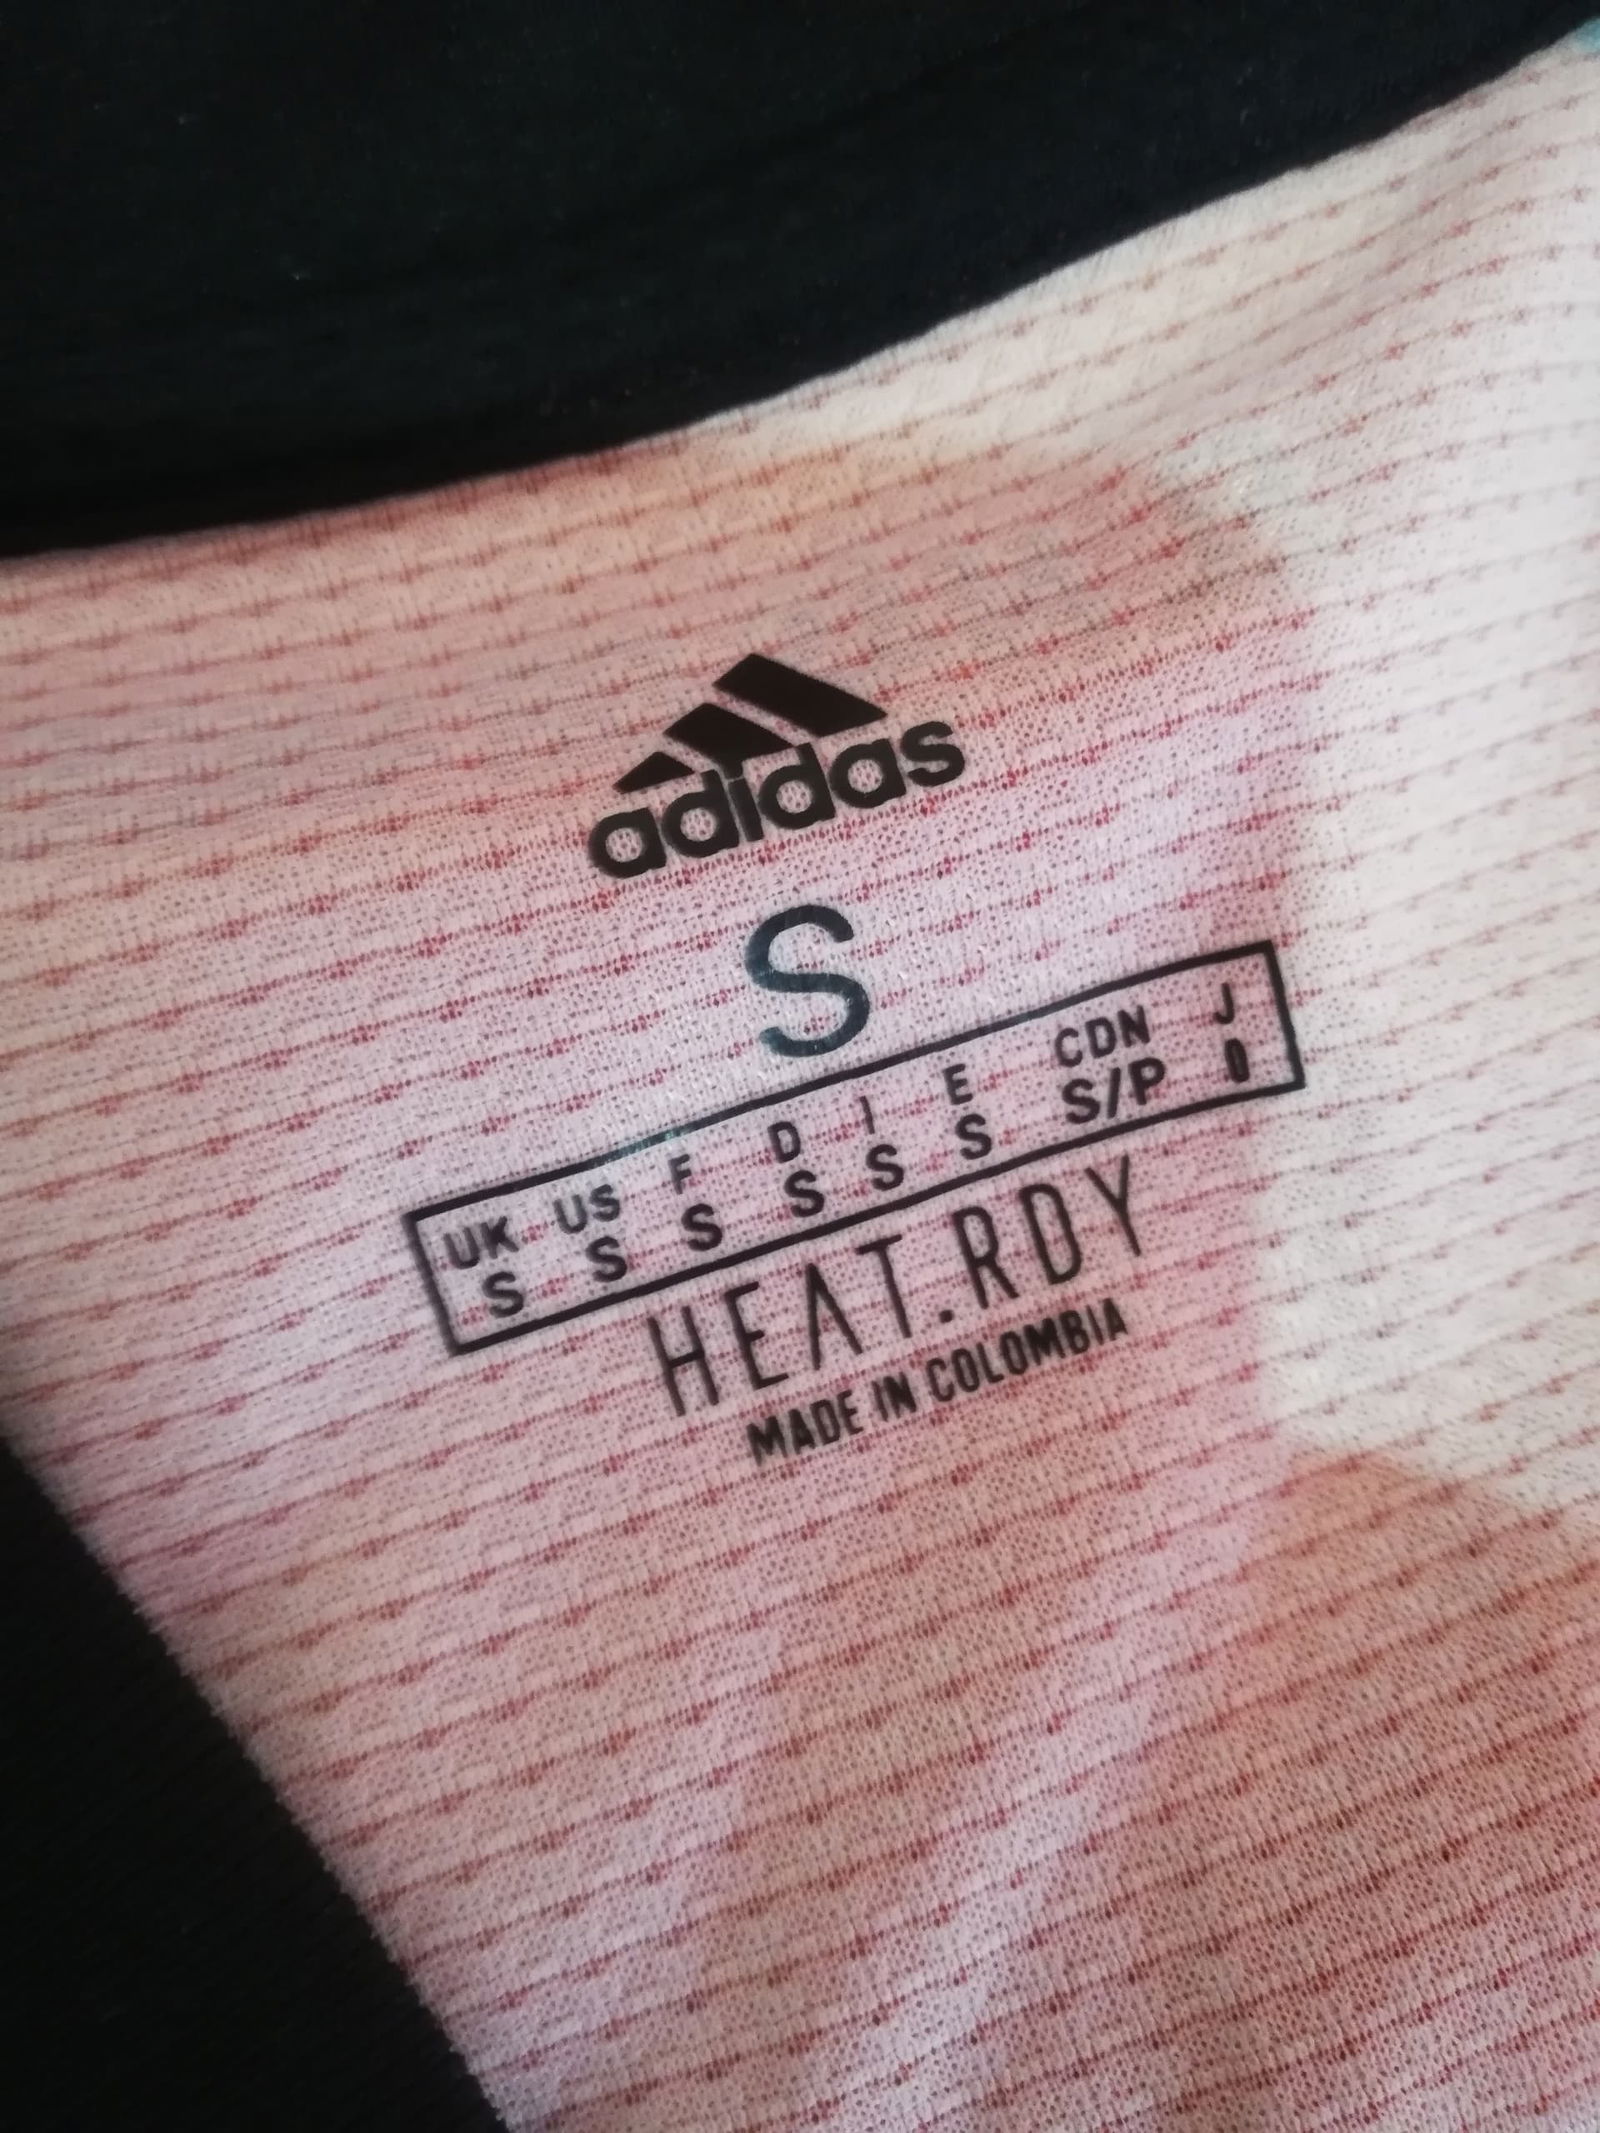 adidas
S
UK US F D I E CDN J
S S S S S S S/P O
HEAT.RDY
MADE IN COLOMBIA